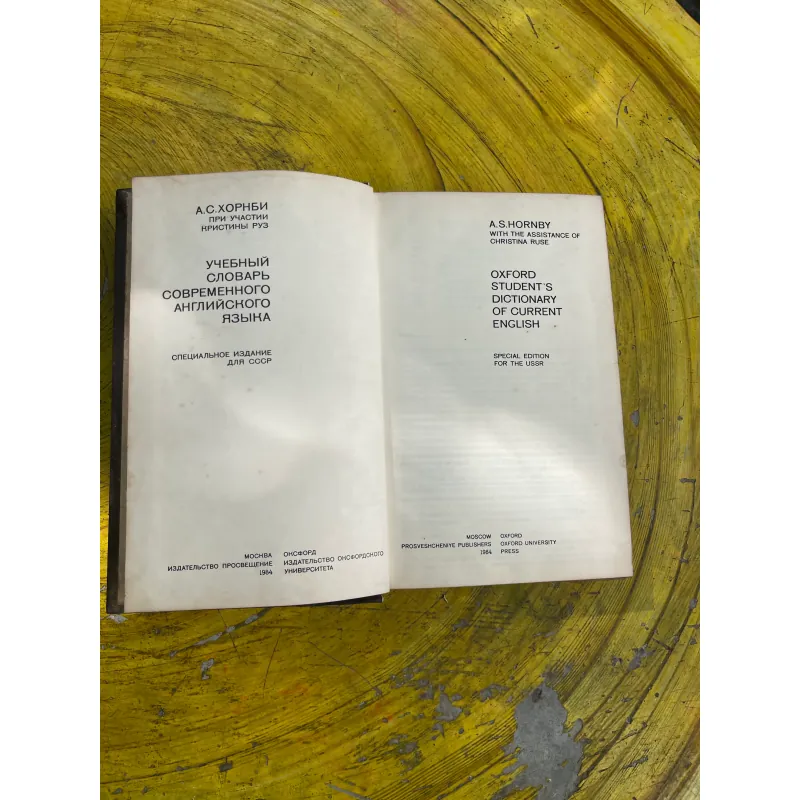 А.С.ХОРНБИ
ПРИ УЧАСТИИ
КРИСТИНЫ РУЗ
УЧЕБНЫЙ
СЛОВАРЬ
СОВРЕМЕННОГО
АНГЛИЙСКОГО
ЯЗЫКА
СПЕЦИАЛЬНОЕ ИЗДАНИЕ
ДЛЯ СССР
МОСКВА
ИЗДАТЕЛЬСТВО ПРОСВЕЩЕНИЕ
1984
ОКСФОРД
ИЗДАТЕЛЬСТВО ОКСФОРДСКОГО
УНИВЕРСИТЕТА
A.S.HORNBY
WITH THE ASSISTANCE OF
CHRISTINA RUSE
OXFORD
STUDENT'S
DICTIONARY
OF CURRENT
ENGLISH
SPECIAL EDITION
FOR THE USSR
MOSCOW
PROSVESHCHENIYE PUBLISHERS
1984
OXFORD
OXFORD UNIVERSITY
PRESS